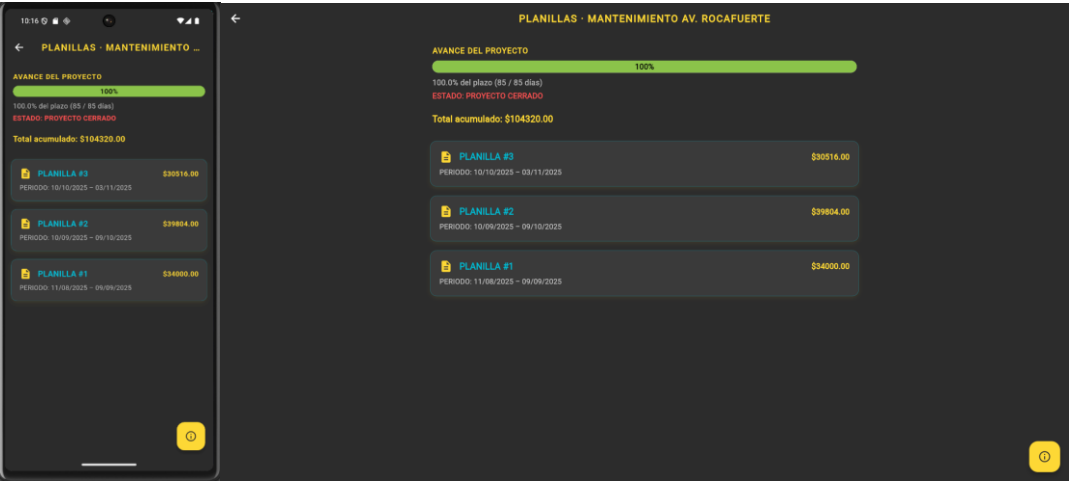 10:16
PLANILLAS · MANTENIMIENTO ...
AVANCE DEL PROYECTO
100%
100.0% del plazo (85 / 85 días)
ESTADO: PROYECTO CERRADO
Total acumulado: $104320.00
PLANILLA #3 $30516.00
PERIODO: 10/10/2025 – 03/11/2025
PLANILLA #2 $39804.00
PERIODO: 10/09/2025 – 09/10/2025
PLANILLA #1 $34000.00
PERIODO: 11/08/2025 – 09/09/2025
PLANILLAS · MANTENIMIENTO AV. ROCAFUERTE
AVANCE DEL PROYECTO
100%
100.0% del plazo (85 / 85 días)
ESTADO: PROYECTO CERRADO
Total acumulado: $104320.00
PLANILLA #3 $30516.00
PERIODO: 10/10/2025 – 03/11/2025
PLANILLA #2 $39804.00
PERIODO: 10/09/2025 – 09/10/2025
PLANILLA #1 $34000.00
PERIODO: 11/08/2025 – 09/09/2025